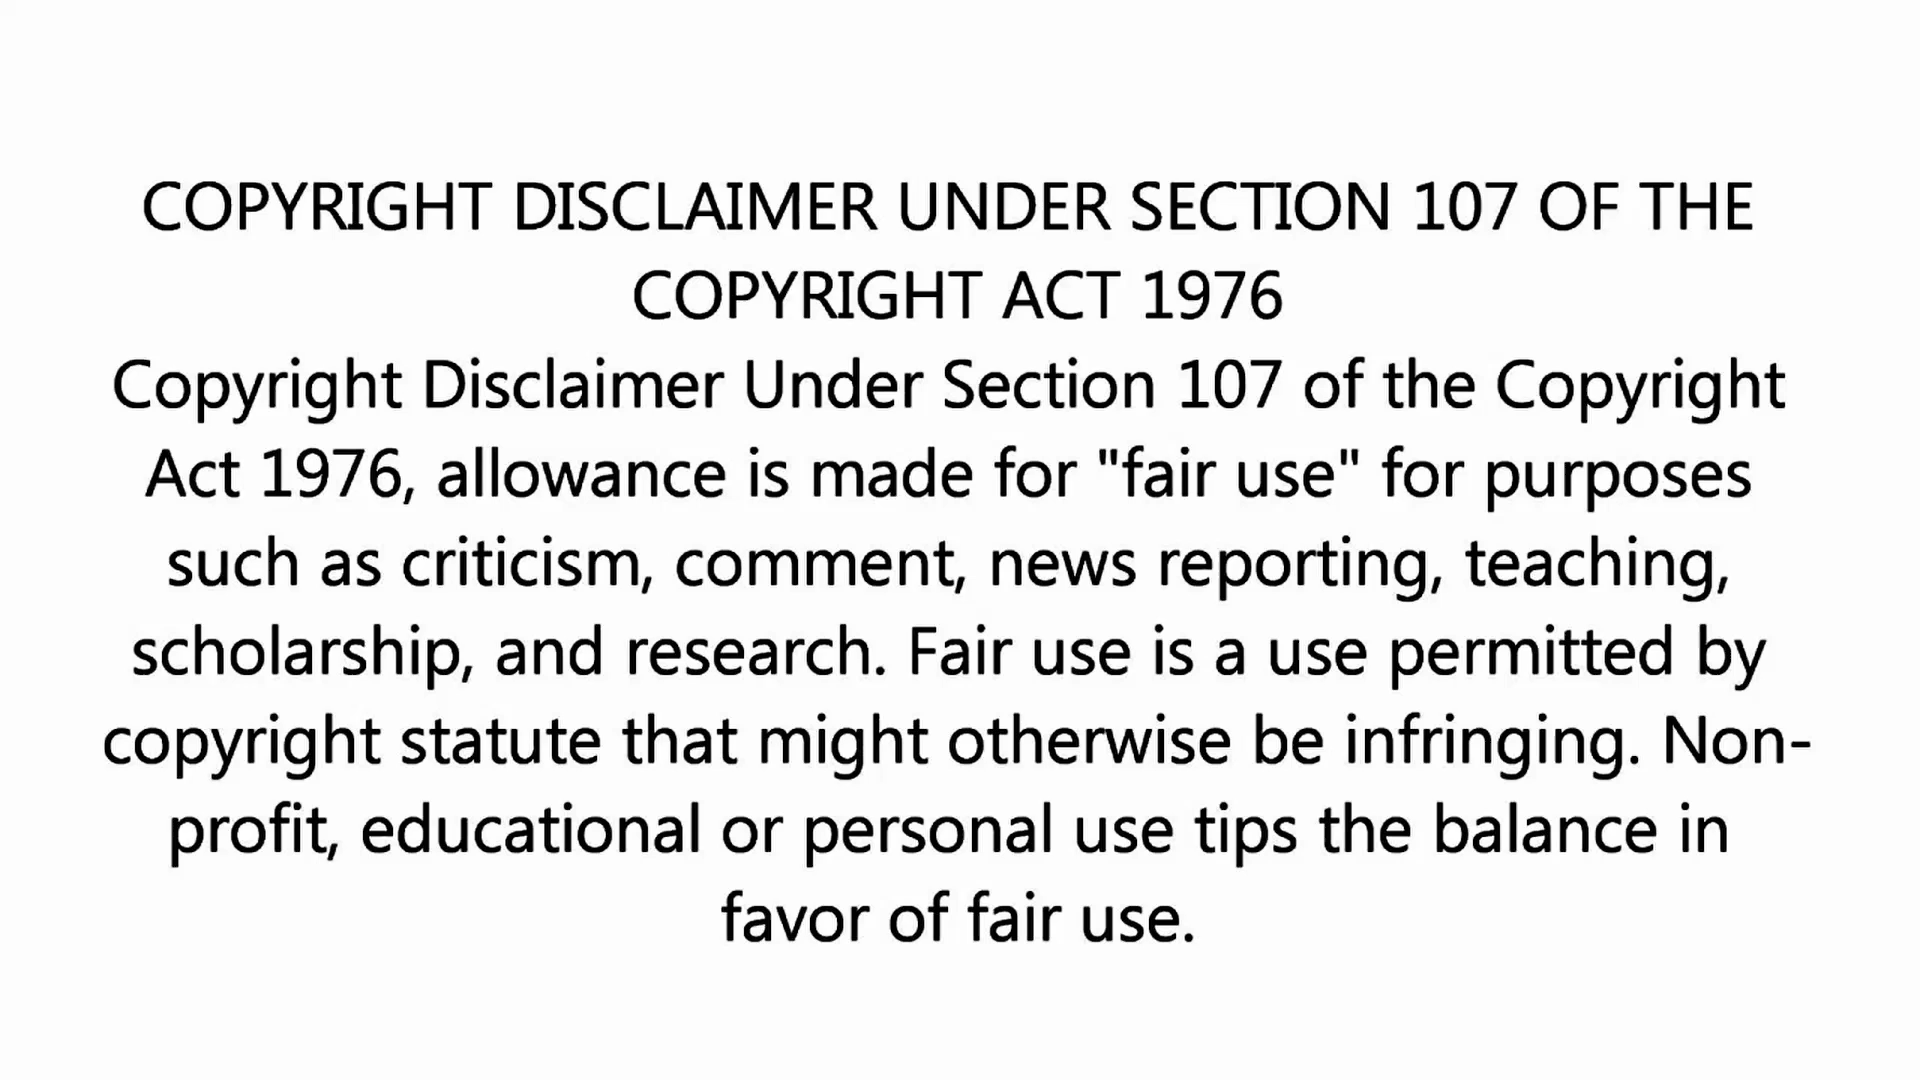 COPYRIGHT DISCLAIMER UNDER SECTION 107 OF THE
COPYRIGHT ACT 1976
Copyright Disclaimer Under Section 107 of the Copyright
Act 1976, allowance is made for "fair use" for purposes
such as criticism, comment, news reporting, teaching,
scholarship, and research. Fair use is a use permitted by
copyright statute that might otherwise be infringing. Non-
profit, educational or personal use tips the balance in
favor of fair use.